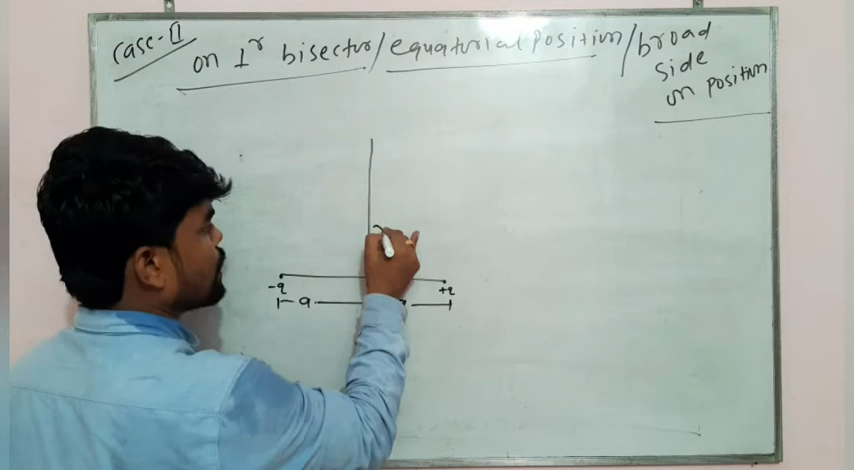 Case-II
on ⊥r bisector/equatorial position/broad
side
on position
-q
+q
a